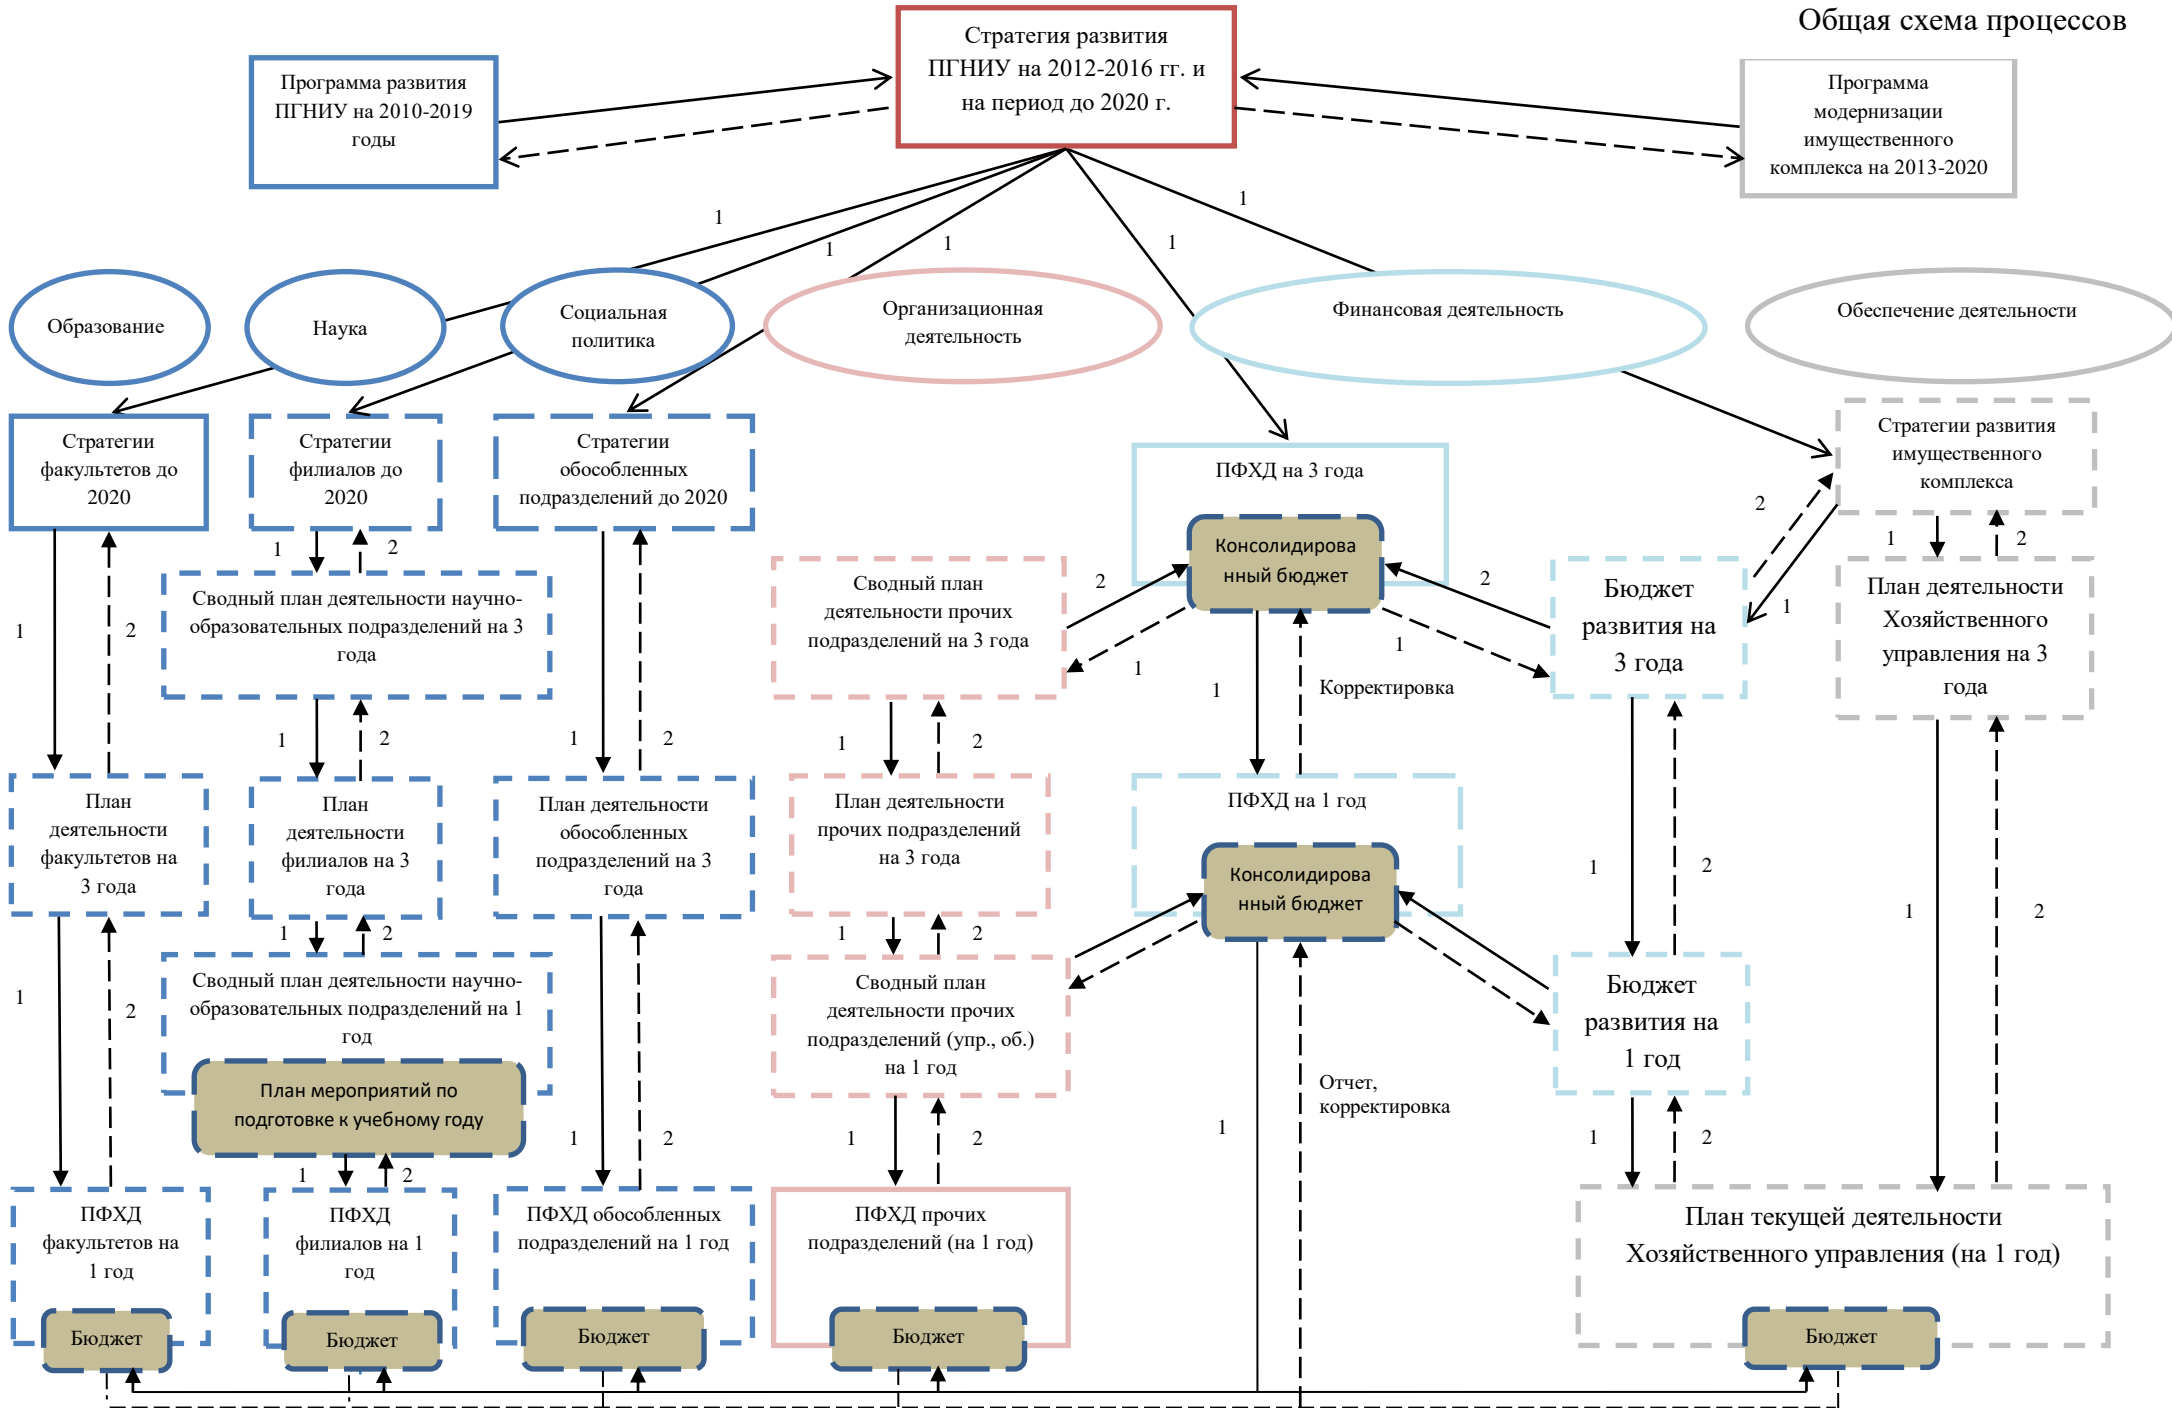 Общая схема процессов
Стратегия развития
ПГНИУ на 2012-2016 гг. и
на период до 2020 г.
Программа развития
ПГНИУ на 2010-2019
годы
Программа
модернизации
имущественного
комплекса на 2013-2020
1
1
1
1
1
Образование
Наука
Социальная
политика
Организационная
деятельность
Финансовая деятельность
Обеспечение деятельности
Стратегии
факультетов до
2020
Стратегии
филиалов до
2020
Стратегии
обособленных
подразделений до 2020
ПФХД на 3 года
Консолидирова
нный бюджет
Стратегии развития
имущественного
комплекса
2
1
1
2
1
2
Сводный план деятельности научно-
образовательных подразделений на 3
года
Сводный план
деятельности прочих
подразделений на 3 года
2
1
2
1
Бюджет
развития на
3 года
План деятельности
Хозяйственного
управления на 3
года
1
2
1
Корректировка
1
2
1
2
1
2
План
деятельности
факультетов на
3 года
План
деятельности
филиалов на 3
года
План деятельности
обособленных
подразделений на 3
года
План деятельности
прочих подразделений
на 3 года
ПФХД на 1 год
Консолидирова
нный бюджет
1
2
1
2
1
2
1
2
1
2
Сводный план деятельности научно-
образовательных подразделений на 1
год
План мероприятий по
подготовке к учебному году
Сводный план
деятельности прочих
подразделений (упр., об.)
на 1 год
Бюджет
развития на
1 год
Отчет,
корректировка
1
1
2
1
2
1
2
1
2
ПФХД
факультетов на
1 год
Бюджет
ПФХД
филиалов на 1
год
Бюджет
ПФХД обособленных
подразделений на 1 год
Бюджет
ПФХД прочих
подразделений (на 1 год)
Бюджет
План текущей деятельности
Хозяйственного управления (на 1 год)
Бюджет